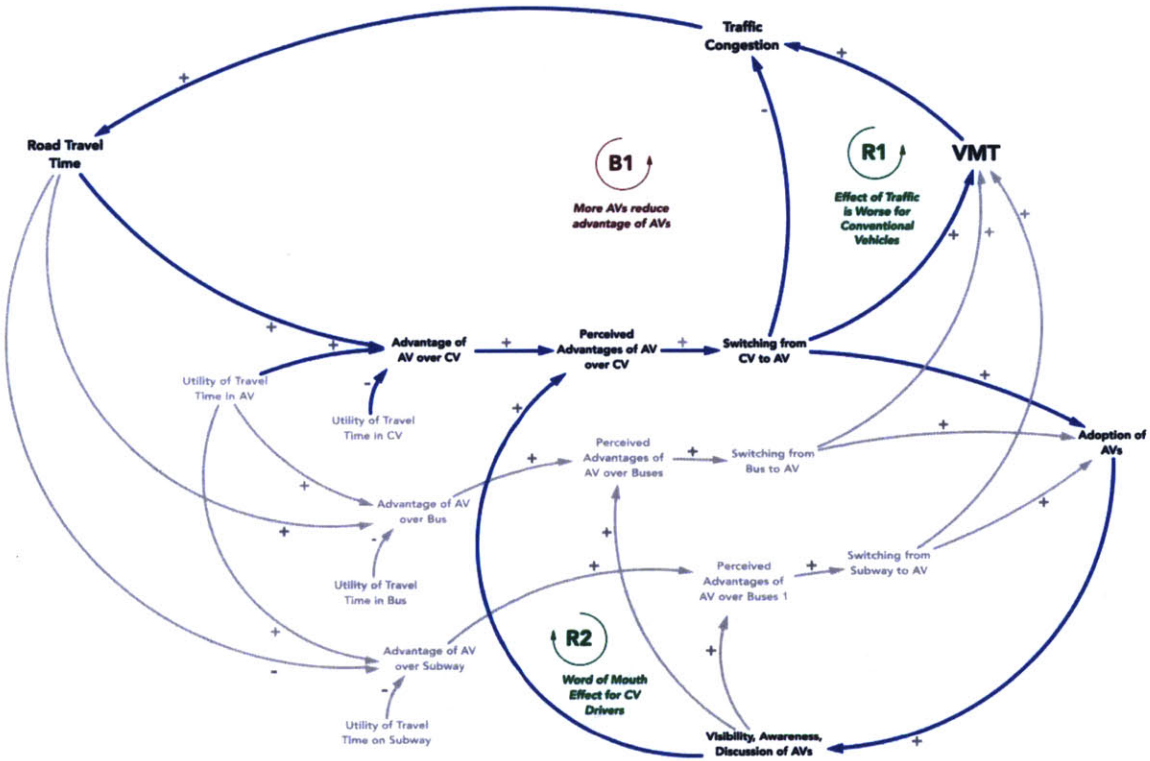 Traffic
Congestion
+
+
-
Road Travel
Time
B1
More AVs reduce
advantage of AVs
R1
Effect of Traffic
is Worse for
Conventional
Vehicles
VMT
+
+
+
+
+
Advantage of
AV over CV
+
Perceived
Advantages of AV
over CV
+
Switching from
CV to AV
+
Utility of Travel
Time in AV
-
Utility of Travel
Time in CV
+
Adoption of
AVs
+
Perceived
Advantages of
AV over Buses
+
Switching from
Bus to AV
+
+
Advantage of AV
over Bus
+
-
Utility of Travel
Time in Bus
+
+
+
Perceived
Advantages of
AV over Buses 1
+
Switching from
Subway to AV
+
Advantage of AV
over Subway
-
-
Utility of Travel
Time on Subway
R2
Word of Mouth
Effect for CV
Drivers
+
Visibility, Awareness,
Discussion of AVs
+